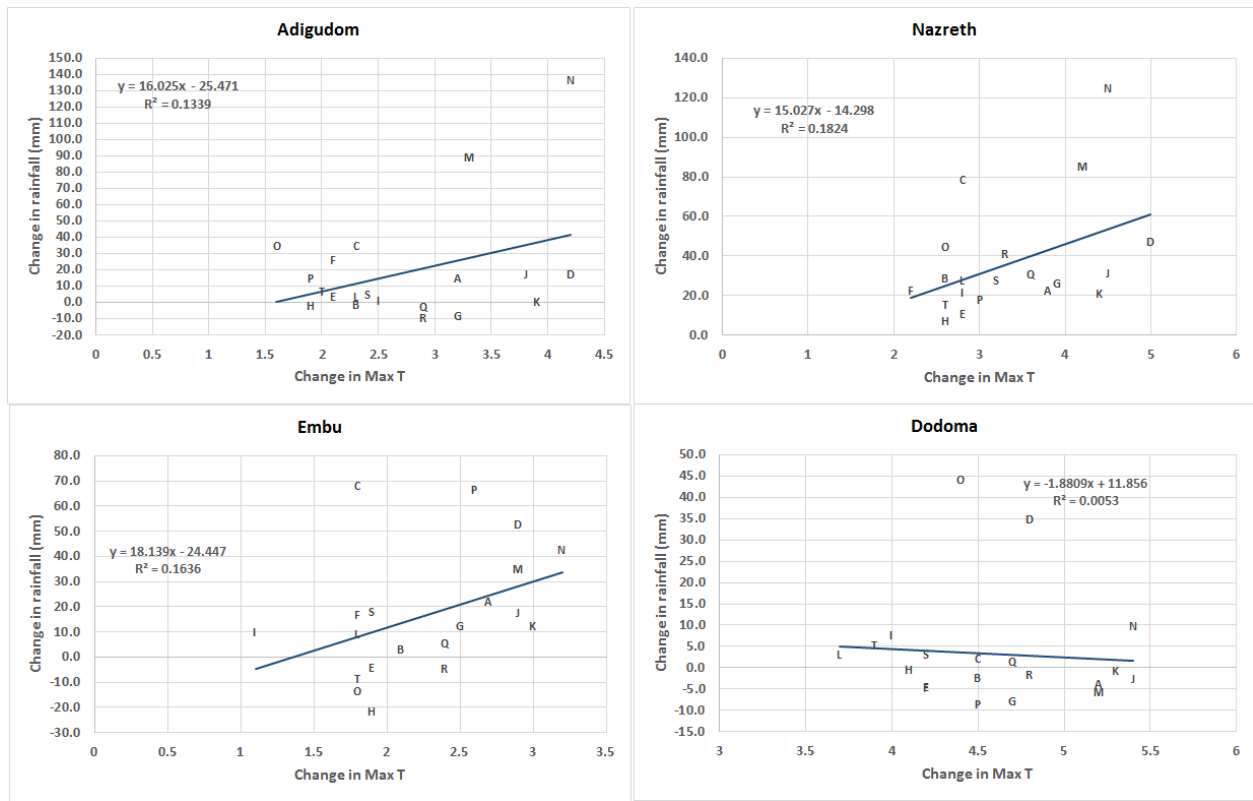 Adigudom
y = 16.025x - 25.471
R² = 0.1339
Change in rainfall (mm)
150.0
140.0
130.0
120.0
110.0
100.0
90.0
80.0
70.0
60.0
50.0
40.0
30.0
20.0
10.0
0.0
-10.0
-20.0
N
M
O
C
F
P
A
J
D
T
E
L
S
I
B
H
Q
K
R
G
0 0.5 1 1.5 2 2.5 3 3.5 4 4.5
Change in Max T
Nazreth
y = 15.027x - 14.298
R² = 0.1824
Change in rainfall (mm)
140.0
120.0
100.0
80.0
60.0
40.0
20.0
0.0
N
M
C
D
O
R
J
Q
B
L
S
G
F
A
I
K
P
T
E
H
0 1 2 3 4 5 6
Change in Max T
Embu
y = 18.139x - 24.447
R² = 0.1636
Change in rainfall (mm)
80.0
70.0
60.0
50.0
40.0
30.0
20.0
10.0
0.0
-10.0
-20.0
-30.0
C
P
D
N
M
A
S
J
F
G
K
I
L
Q
B
E
R
T
O
H
0 0.5 1 1.5 2 2.5 3 3.5
Change in Max T
Dodoma
y = -1.8809x + 11.856
R² = 0.0053
Change in rainfall (mm)
50.0
45.0
40.0
35.0
30.0
25.0
20.0
15.0
10.0
5.0
0.0
-5.0
-10.0
-15.0
O
D
N
T
L
S
C
Q
H
R
B
J
A
M
G
P
3 3.5 4 4.5 5 5.5 6
Change in Max T